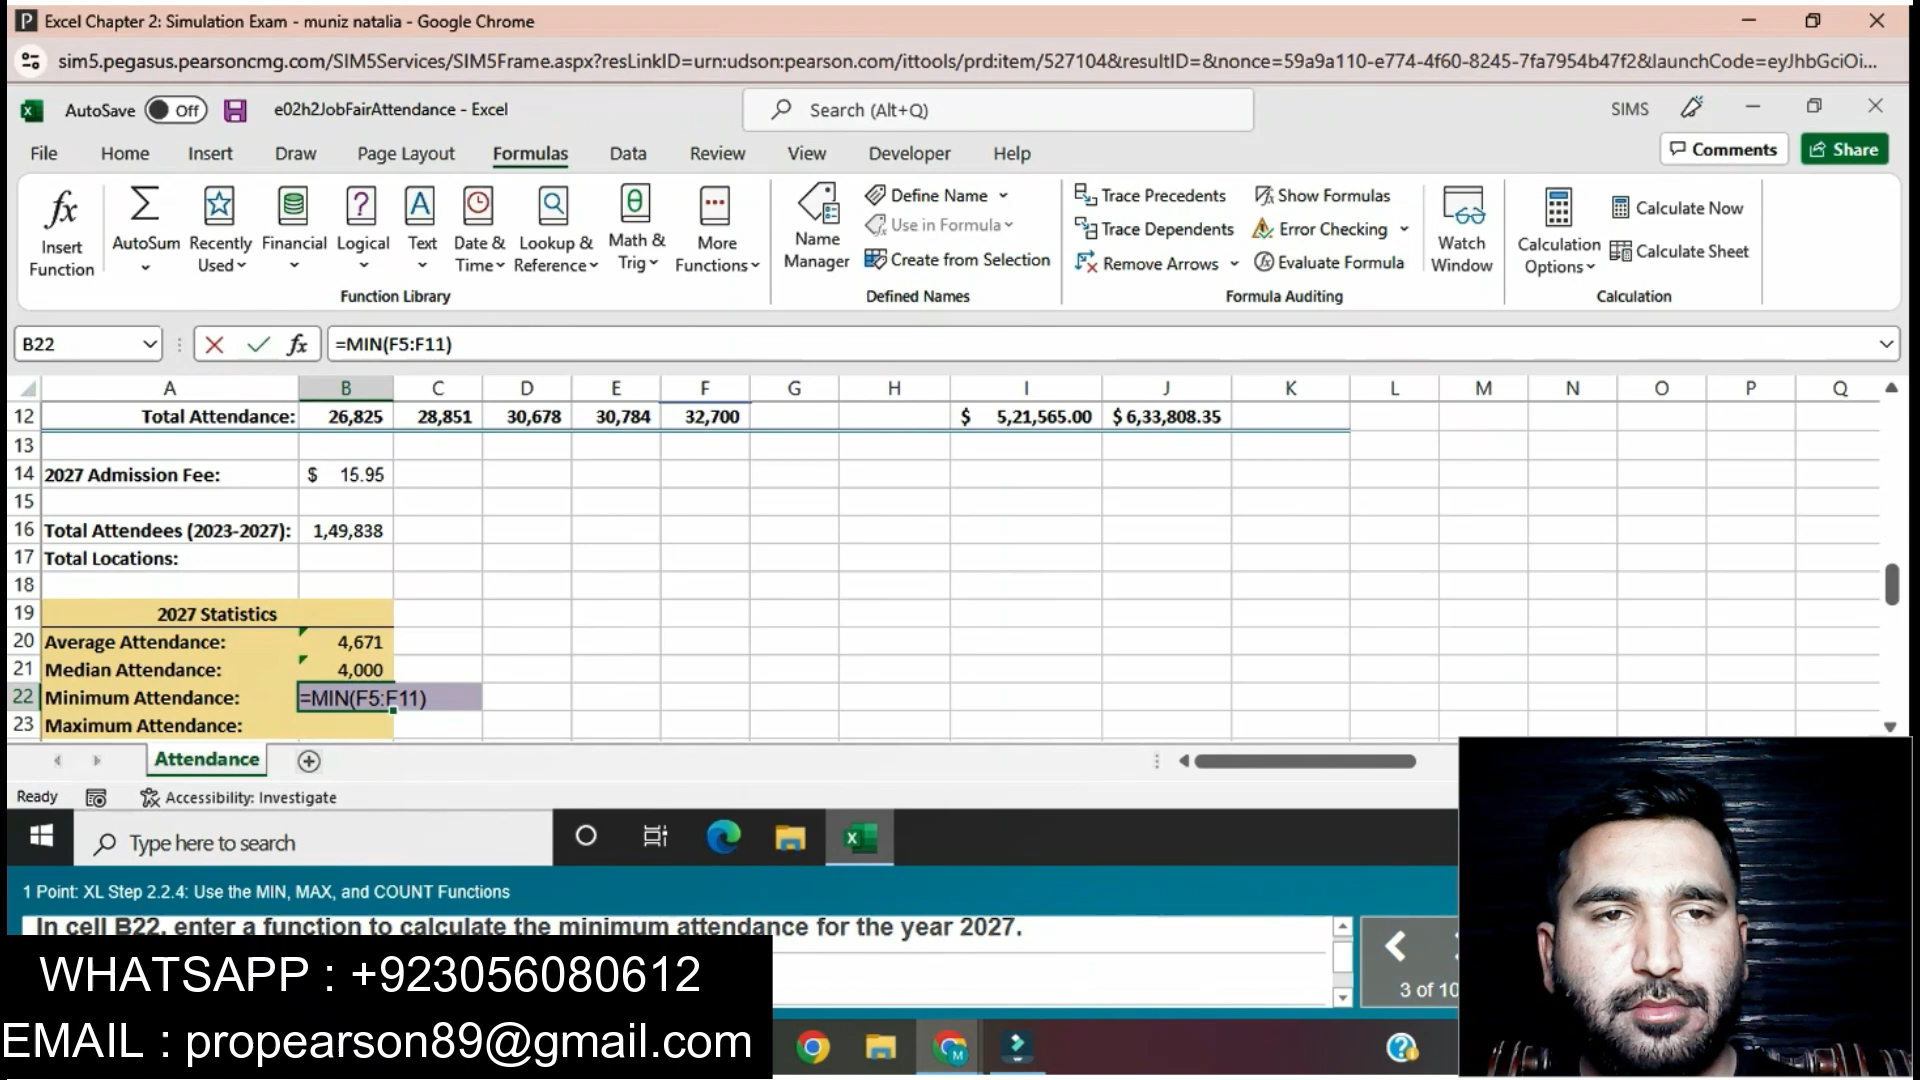 Excel Chapter 2: Simulation Exam - muniz natalia - Google Chrome
sim5.pegasus.pearsoncmg.com/SIM5Services/SIM5Frame.aspx?resLinkID=urn:udson:pearson.com/ittools/prd:item/527104&resultID=&nonce=59a9a110-e774-4f60-8245-7fa7954b47f2&launchCode=eyJhbGciOi...
AutoSave Off e02h2JobFairAttendance - Excel Search (Alt+Q) SIMS
File Home Insert Draw Page Layout Formulas Data Review View Developer Help Comments Share
Insert Function AutoSum Recently Used Financial Logical Text Date & Time Lookup & Reference Math & Trig More Functions
Name Manager Define Name Use in Formula Create from Selection
Trace Precedents Trace Dependents Remove Arrows Show Formulas Error Checking Evaluate Formula
Watch Window
Calculation Options Calculate Now Calculate Sheet
Function Library Defined Names Formula Auditing Calculation
B22 fx =MIN(F5:F11)
A B C D E F G H I J K L M N O P Q
12 Total Attendance: 26,825 28,851 30,678 30,784 32,700 $ 5,21,565.00 $ 6,33,808.35
13
14 2027 Admission Fee: $ 15.95
15
16 Total Attendees (2023-2027): 1,49,838
17 Total Locations:
18
19 2027 Statistics
20 Average Attendance: 4,671
21 Median Attendance: 4,000
22 Minimum Attendance: =MIN(F5:F11)
23 Maximum Attendance:
Attendance
Ready Accessibility: Investigate
Type here to search
1 Point: XL Step 2.2.4: Use the MIN, MAX, and COUNT Functions
In cell B22, enter a function to calculate the minimum attendance for the year 2027.
3 of 10
WHATSAPP : +923056080612
EMAIL : propearson89@gmail.com